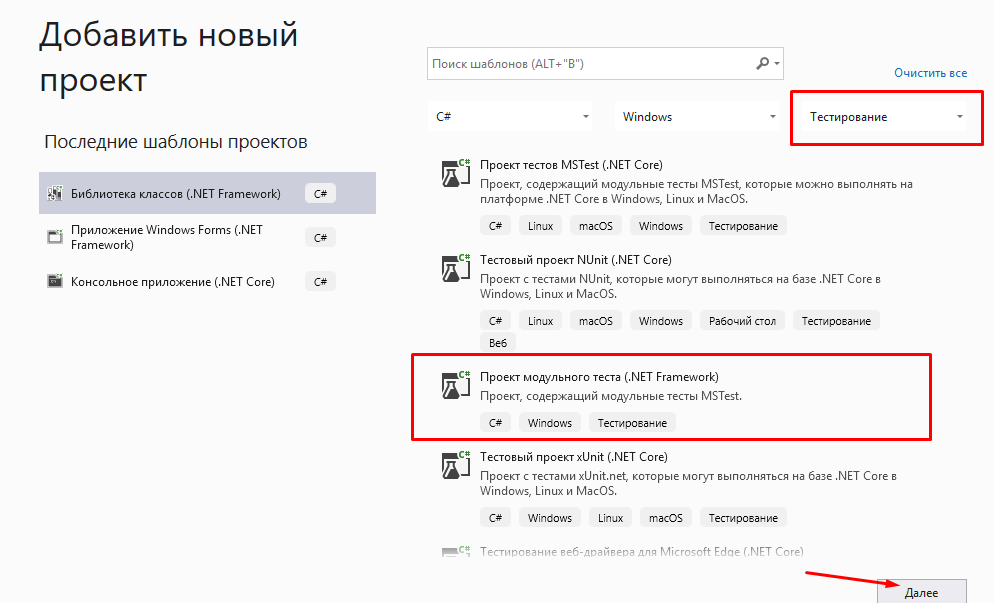 Добавить новый
проект
Последние шаблоны проектов
Библиотека классов (.NET Framework) C#
Приложение Windows Forms (.NET
Framework) C#
Консольное приложение (.NET Core) C#
Поиск шаблонов (ALT+"B")
Очистить все
C# Windows Тестирование
Проект тестов MSTest (.NET Core)
Проект, содержащий модульные тесты MSTest, которые можно выполнять на
платформе .NET Core в Windows, Linux и MacOS.
C# Linux macOS Windows Тестирование
Тестовый проект NUnit (.NET Core)
Проект с тестами NUnit, которые могут выполняться на базе .NET Core в
Windows, Linux и MacOS.
C# Linux macOS Windows Рабочий стол Тестирование
Веб
Проект модульного теста (.NET Framework)
Проект, содержащий модульные тесты MSTest.
C# Windows Тестирование
Тестовый проект xUnit (.NET Core)
Проект с тестами xUnit.net, которые могут выполняться на базе .NET Core в
Windows, Linux и MacOS.
C# Windows Linux macOS Тестирование
Тестирование веб-драйвера для Microsoft Edge (.NET Core)
Далее